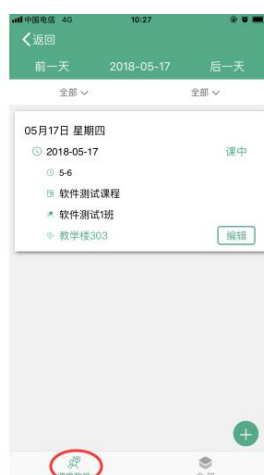 中国电信 4G 10:27
返回
前一天 2018-05-17 后一天
全部 全部
05月17日 星期四
2018-05-17 课中
5-6
软件测试课程
软件测试1班
教学楼303 编辑